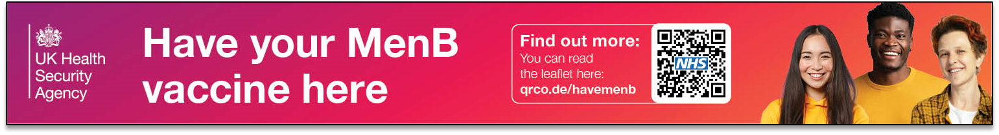 UK Health
Security
Agency
Have your MenB
vaccine here
Find out more:
You can read
the leaflet here:
qrco.de/havemenb
NHS